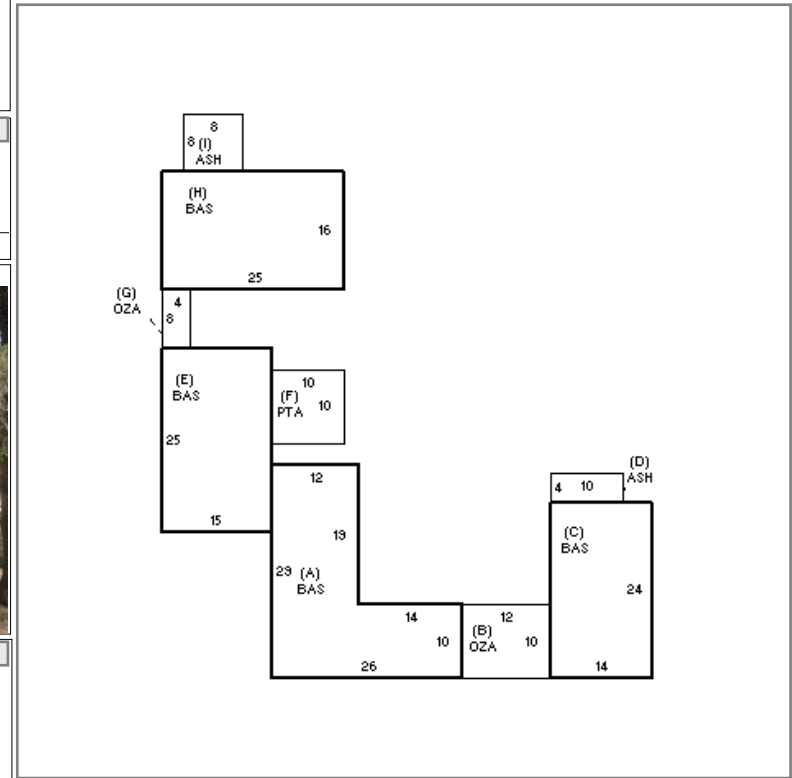 8
8 (I)
ASH
(H)
BAS
16
25
(G)
OZA
4
8
(E)
BAS
10
(F)
PTA
10
25
15
12
19
29 (A)
BAS
14
10
26
(B)
OZA
12
10
(D)
ASH
4 10
(C)
BAS
24
14